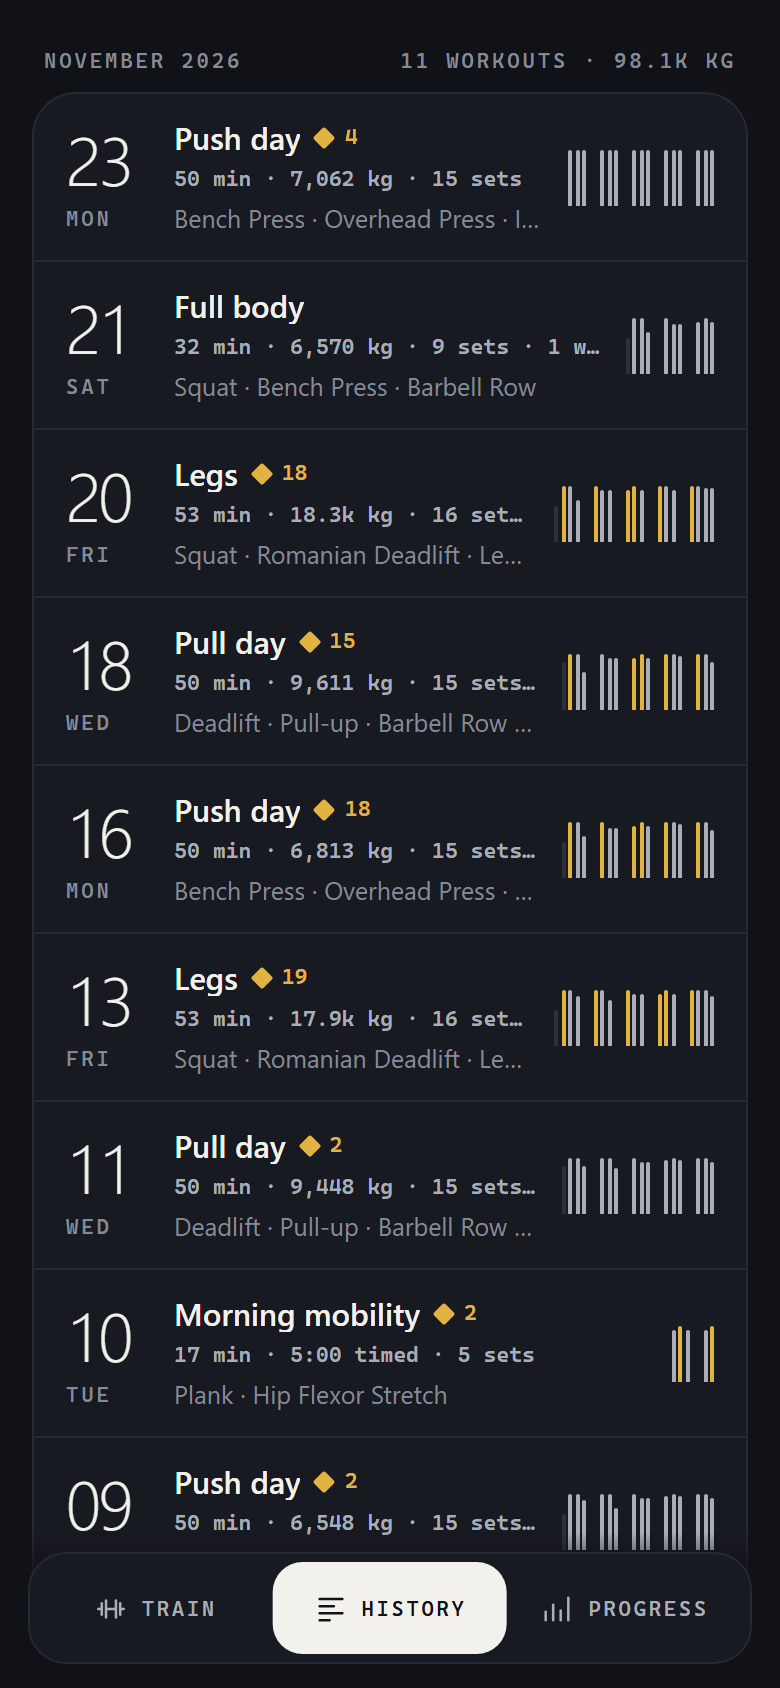 NOVEMBER 2026
11 WORKOUTS · 98.1K KG
23
MON
Push day ◆ 4
50 min · 7,062 kg · 15 sets
Bench Press · Overhead Press · I…
21
SAT
Full body
32 min · 6,570 kg · 9 sets · 1 w…
Squat · Bench Press · Barbell Row
20
FRI
Legs ◆ 18
53 min · 18.3k kg · 16 set…
Squat · Romanian Deadlift · Le…
18
WED
Pull day ◆ 15
50 min · 9,611 kg · 15 sets…
Deadlift · Pull-up · Barbell Row …
16
MON
Push day ◆ 18
50 min · 6,813 kg · 15 sets…
Bench Press · Overhead Press · …
13
FRI
Legs ◆ 19
53 min · 17.9k kg · 16 set…
Squat · Romanian Deadlift · Le…
11
WED
Pull day ◆ 2
50 min · 9,448 kg · 15 sets…
Deadlift · Pull-up · Barbell Row …
10
TUE
Morning mobility ◆ 2
17 min · 5:00 timed · 5 sets
Plank · Hip Flexor Stretch
09
Push day ◆ 2
50 min · 6,548 kg · 15 sets…
TRAIN
HISTORY
PROGRESS